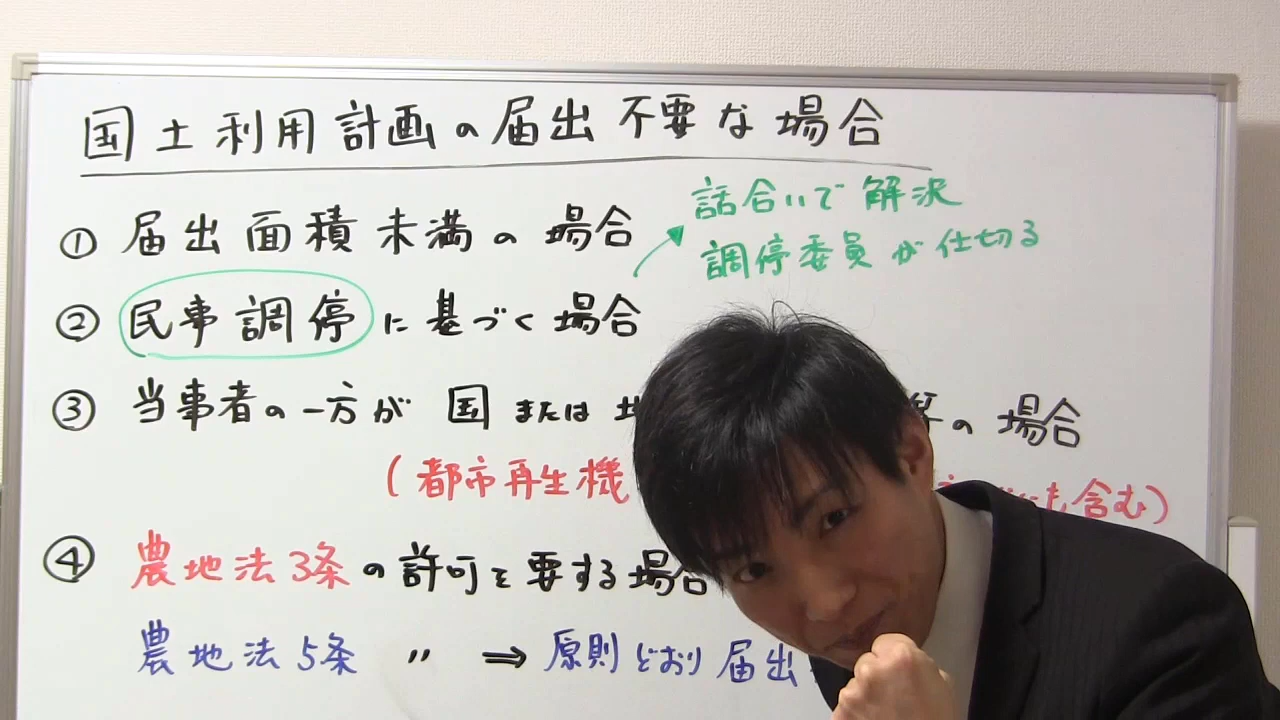 国土利用計画の届出不要な場合
① 届出面積未満の場合
話合いで解決
調停委員が仕切る
② 民事調停に基づく場合
③ 当事者の一方が 国または 等の場合
(都市再生機 も含む)
④ 農地法3条の許可を要する場合
農地法5条 〃 ⇒ 原則どおり届出